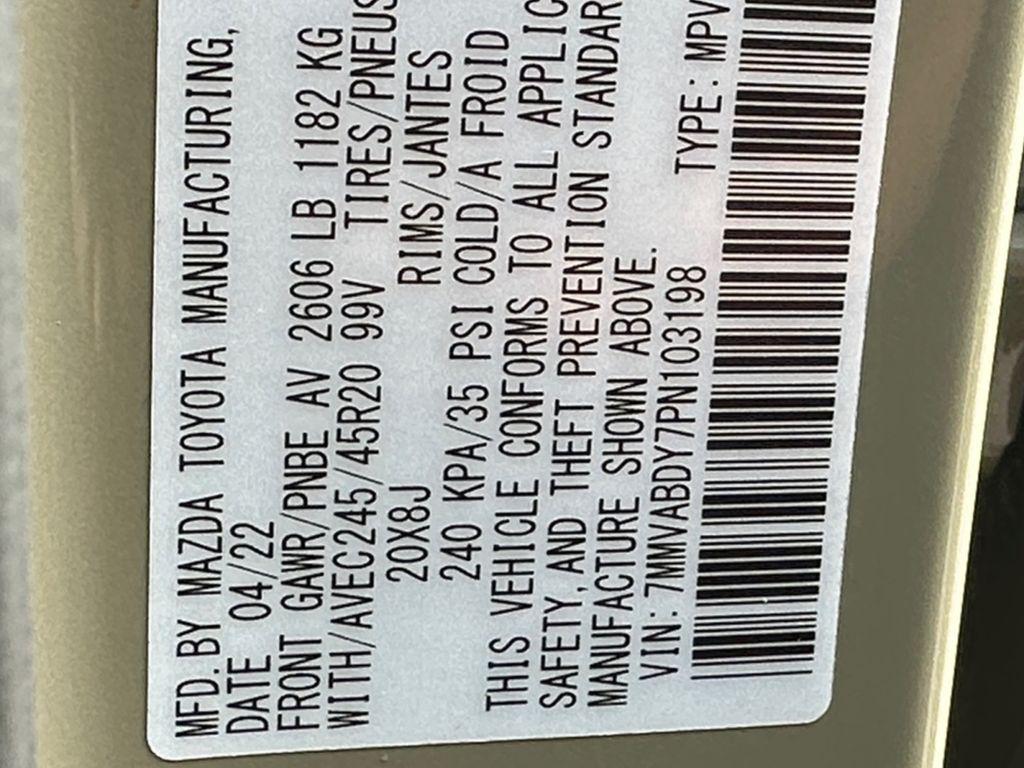 MFD. BY MAZDA TOYOTA MANUFACTURING,
DATE 04/22
FRONT GAWR/PNBE AV 2606 LB 1182 KG
WITH/AVEC245/45R20 99V TIRES/PNEUS
20X8J RIMS/JANTES
240 KPA/35 PSI COLD/A FROID
THIS VEHICLE CONFORMS TO ALL APPLIC
SAFETY, AND THEFT PREVENTION STANDAR
MANUFACTURE SHOWN ABOVE.
VIN: 7MMVABDY7PN103198 TYPE: MPV